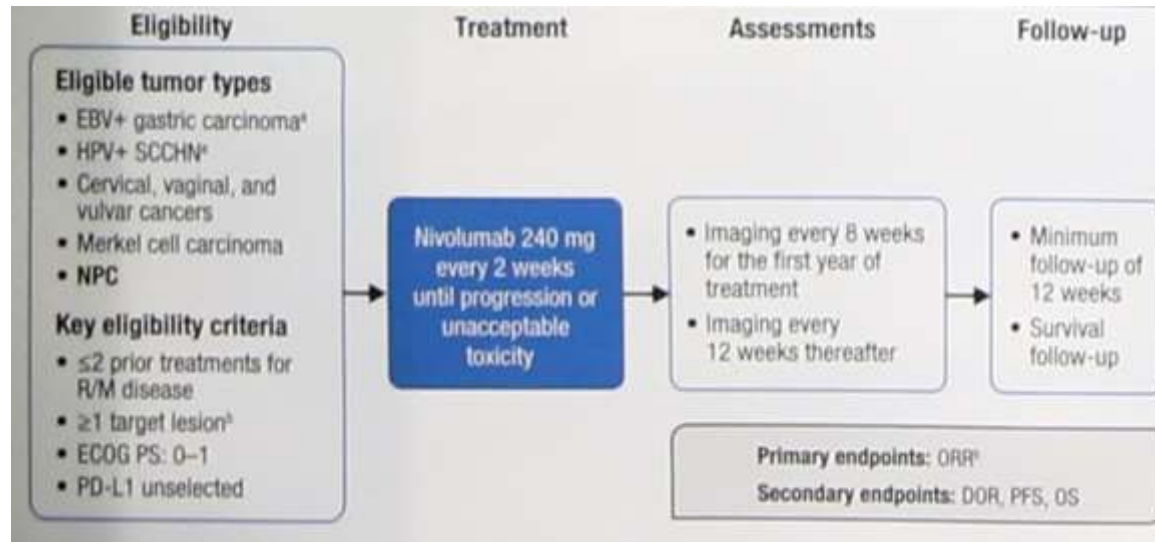 Eligibility
Treatment
Assessments
Follow-up
Eligible tumor types
• EBV+ gastric carcinomaᵃ
• HPV+ SCCHNᵃ
• Cervical, vaginal, and
vulvar cancers
• Merkel cell carcinoma
• NPC
Key eligibility criteria
• ≤2 prior treatments for
R/M disease
• ≥1 target lesionᵇ
• ECOG PS: 0–1
• PD-L1 unselected
Nivolumab 240 mg
every 2 weeks
until progression or
unacceptable
toxicity
• Imaging every 8 weeks
for the first year of
treatment
• Imaging every
12 weeks thereafter
• Minimum
follow-up of
12 weeks
• Survival
follow-up
Primary endpoints: ORR
Secondary endpoints: DOR, PFS, OS